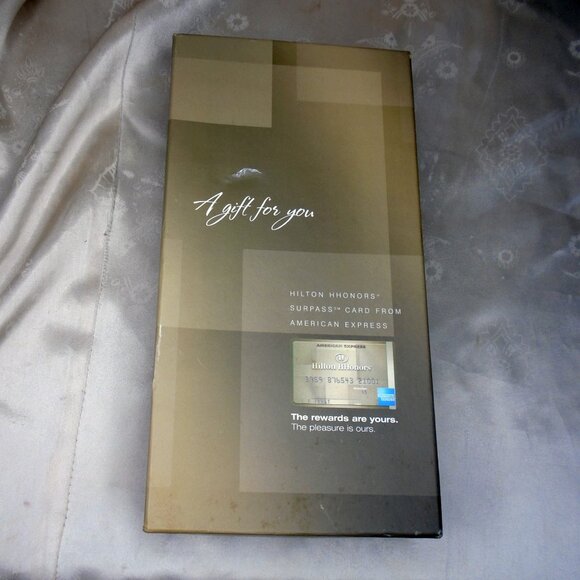 A gift for you
HILTON HHONORS®
SURPASS℠ CARD FROM
AMERICAN EXPRESS
AMERICAN EXPRESS
Hilton HHonors
3759 876543 21001
The rewards are yours.
The pleasure is ours.